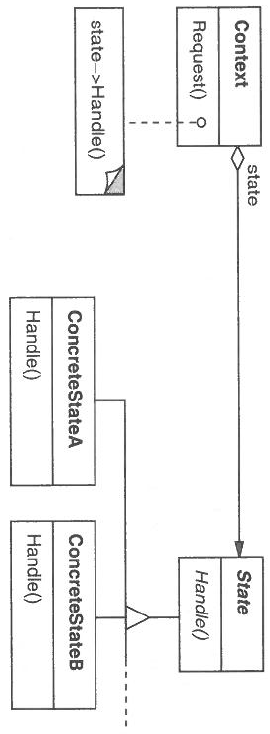 Context
Request()
state
State
Handle()
state->Handle()
ConcreteStateA
Handle()
ConcreteStateB
Handle()